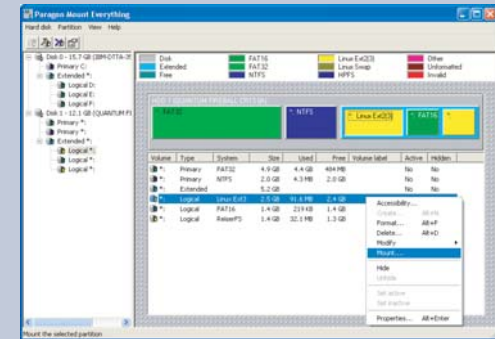 Paragon Mount Everything
Hard disk Partition View Help
Disk FAT16 Linux Ext2(3) Other
Extended FAT32 Linux Swap Unformatted
Free NTFS HPFS Invalid
Disk 0 - 15.7 GB (IBM-DTTA-35
Primary C:
Extended *:
Logical D:
Logical E:
Logical F:
Disk 1 - 12.1 GB (QUANTUM FI
Primary *:
Primary *:
Extended *:
Logical *:
Logical *:
Logical *:
*: NTFS
*: Linux Ext2(3)
*: FAT16
*:
Volume Type System Size Used Free Volume label Active Hidden
*: Primary FAT32 4.9 GB 4.4 GB 484 MB No No
*: Primary NTFS 2.0 GB 4.3 MB 2.0 GB No No
*: Extended 5.2 GB No No
*: Logical Linux Ext3 2.5 GB 91.6 MB 2.4 GB
*: Logical FAT16 1.4 GB 219 KB 1.4 GB
*: Logical ReiserFS 1.4 GB 32.1 MB 1.3 GB
Accessibility...
Create... Alt+N
Format... Alt+F
Delete... Alt+D
Modify
Mount...
Hide
Unhide
Set active
Set inactive
Properties... Alt+Enter
Mount the selected partition